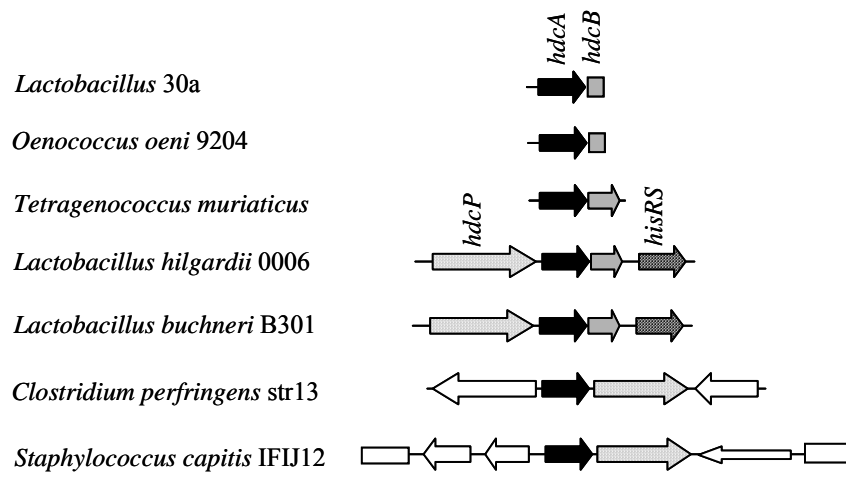 hdcA hdcB
Lactobacillus 30a
Oenococcus oeni 9204
Tetragenococcus muriaticus
hdcP hisRS
Lactobacillus hilgardii 0006
Lactobacillus buchneri B301
Clostridium perfringens str13
Staphylococcus capitis IFIJ12